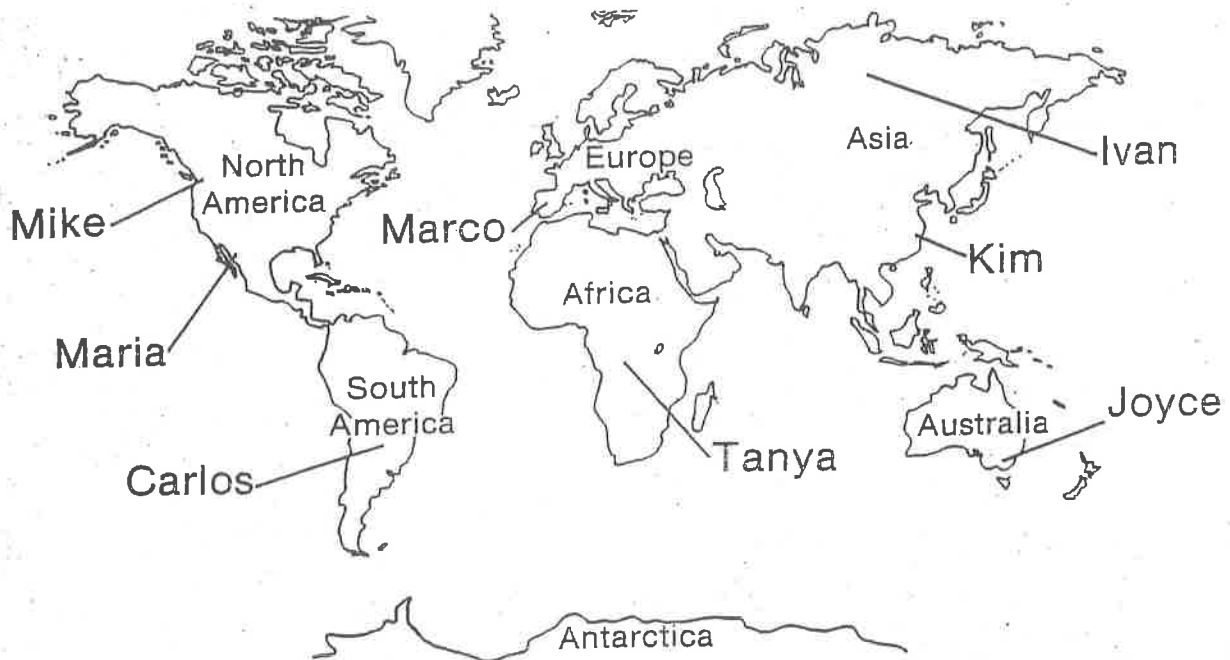 Ivan
Asia
Europe
North
America
Mike
Marco
Kim
Africa
Maria
South
America
Joyce
Australia
Tanya
Carlos
Antarctica